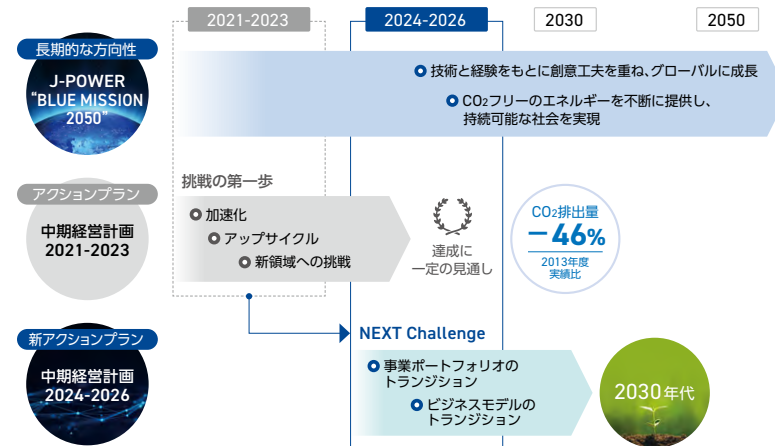 2021-2023
2024-2026
2030
2050
長期的な方向性
J-POWER
“BLUE MISSION
2050”
技術と経験をもとに創意工夫を重ね、グローバルに成長
CO2フリーのエネルギーを不断に提供し、
持続可能な社会を実現
アクションプラン
中期経営計画
2021-2023
挑戦の第一歩
加速化
アップサイクル
新領域への挑戦
達成に
一定の見通し
CO2排出量
－46%
2013年度
実績比
新アクションプラン
中期経営計画
2024-2026
NEXT Challenge
事業ポートフォリオの
トランジション
ビジネスモデルの
トランジション
2030年代